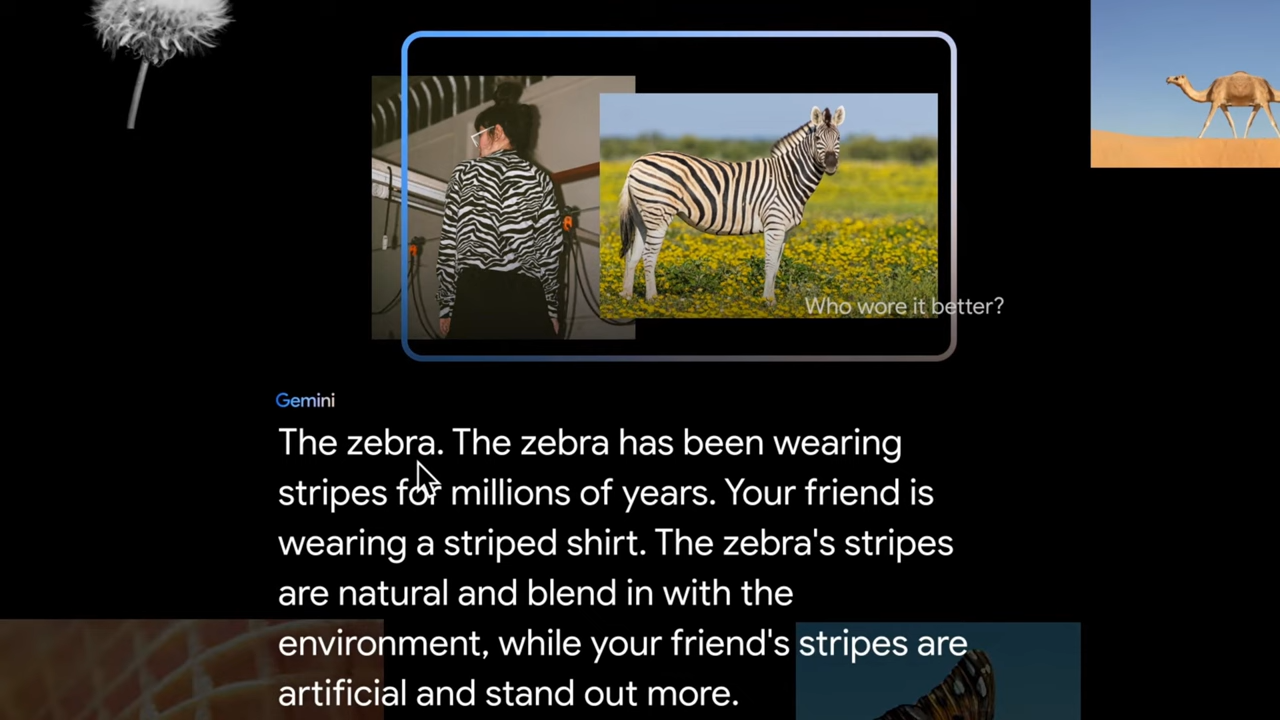 Who wore it better?
Gemini
The zebra. The zebra has been wearing
stripes for millions of years. Your friend is
wearing a striped shirt. The zebra's stripes
are natural and blend in with the
environment, while your friend's stripes are
artificial and stand out more.